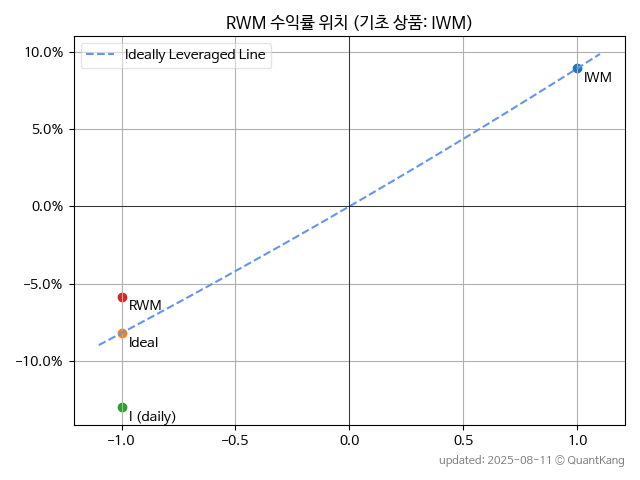 RWM 수익률 위치 (기초 상품: IWM)
10.0%
5.0%
0.0%
−5.0%
−10.0%
Ideally Leveraged Line
IWM
RWM
Ideal
I (daily)
−1.0
−0.5
0.0
0.5
1.0
updated: 2025-08-11 © QuantKang